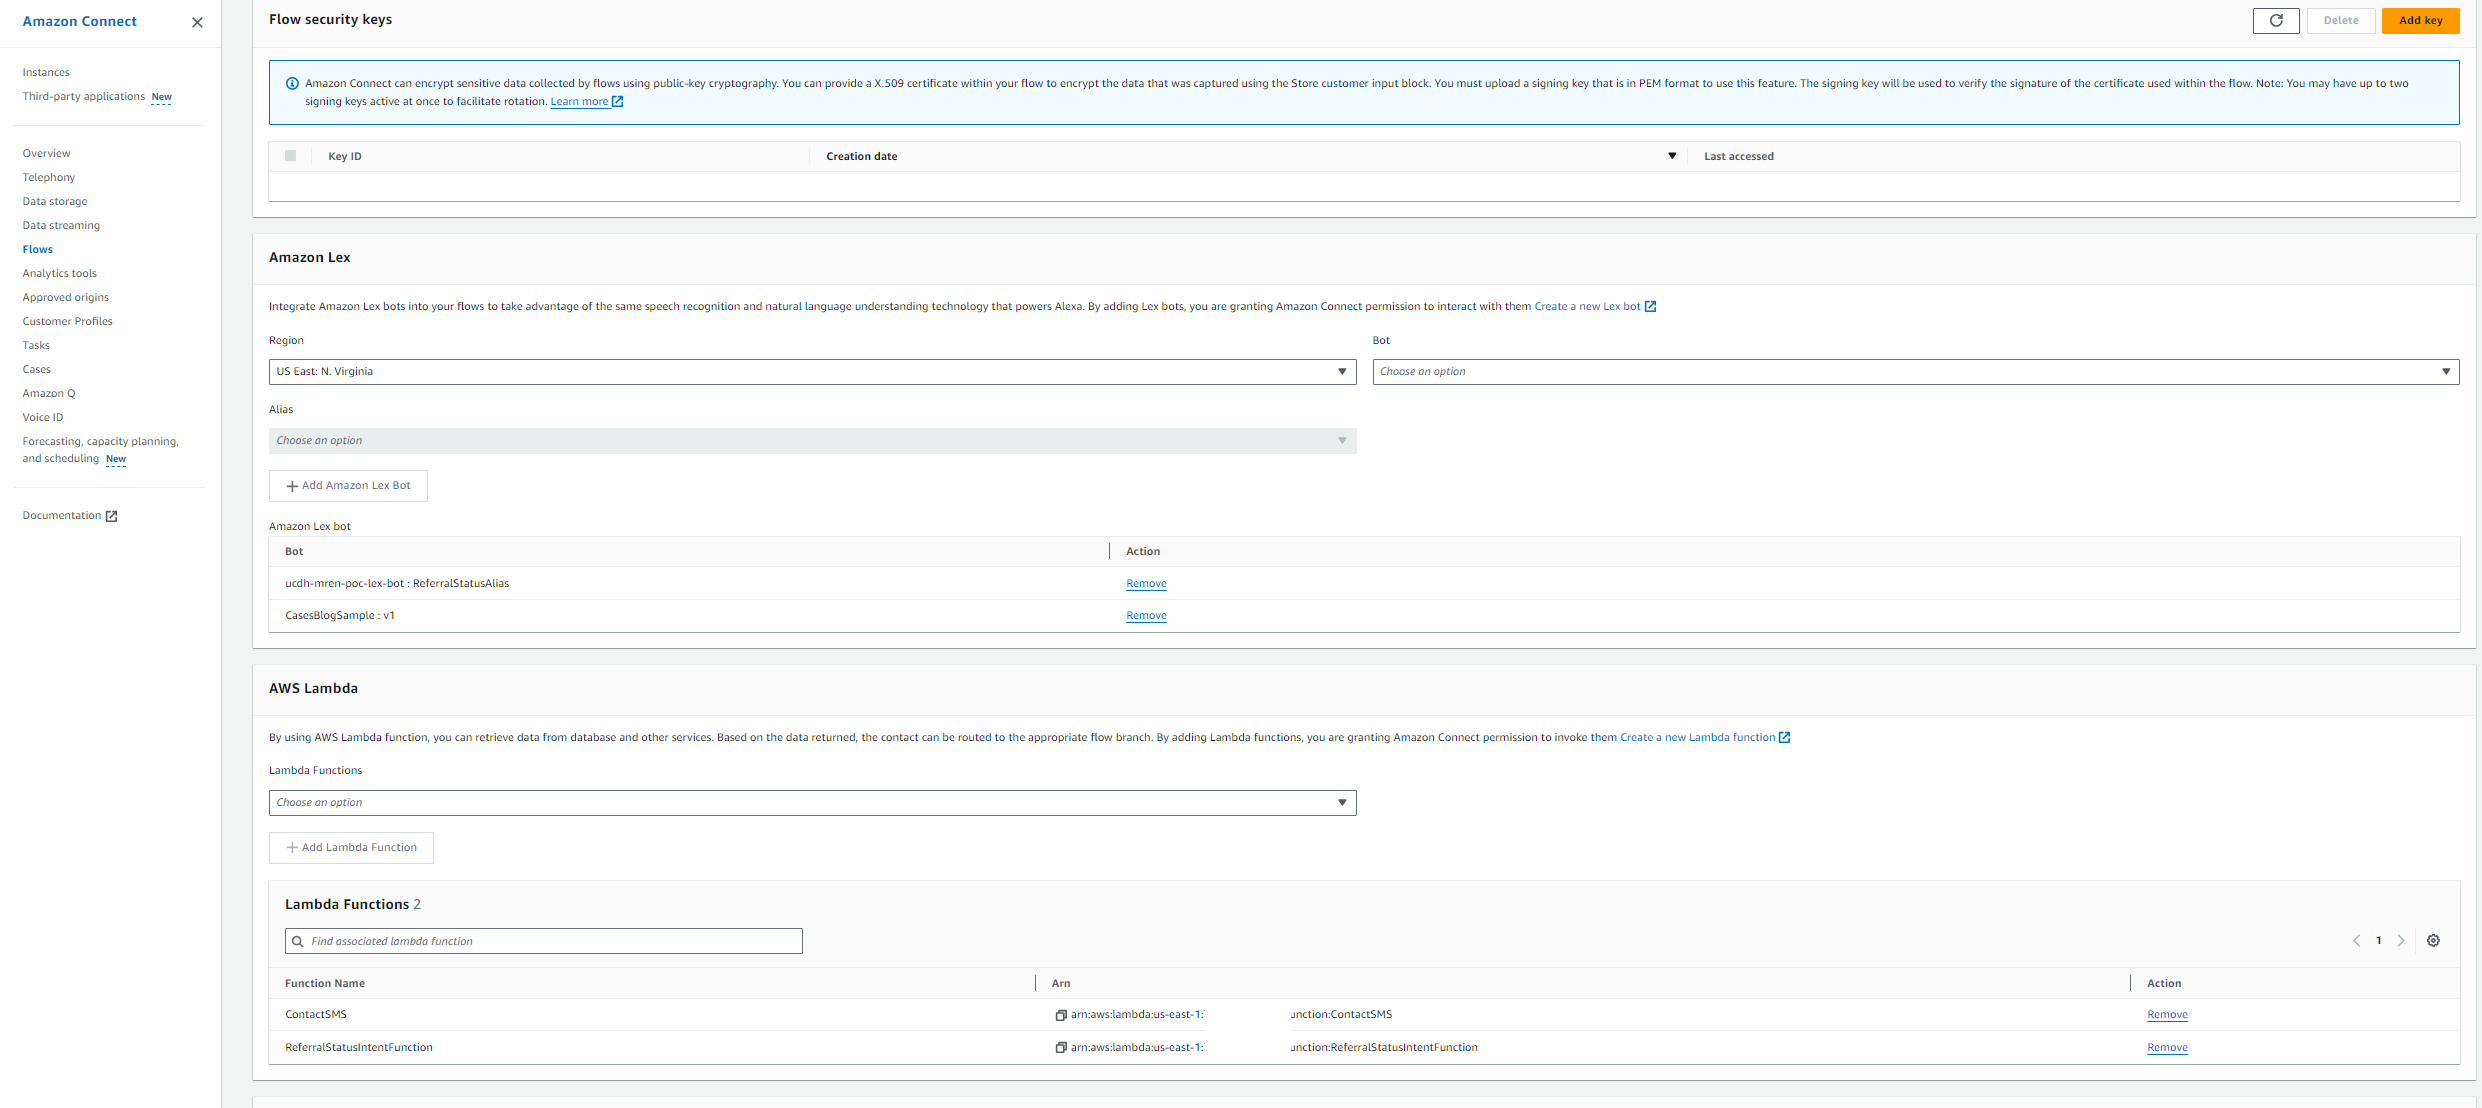 Amazon Connect
Instances
Third-party applications New
Overview
Telephony
Data storage
Data streaming
Flows
Analytics tools
Approved origins
Customer Profiles
Tasks
Cases
Amazon Q
Voice ID
Forecasting, capacity planning,
and scheduling New
Documentation
Flow security keys
Delete
Add key
Amazon Connect can encrypt sensitive data collected by flows using public-key cryptography. You can provide a X.509 certificate within your flow to encrypt the data that was captured using the Store customer input block. You must upload a signing key that is in PEM format to use this feature. The signing key will be used to verify the signature of the certificate used within the flow. Note: You may have up to two
signing keys active at once to facilitate rotation. Learn more
Key ID Creation date Last accessed
Amazon Lex
Integrate Amazon Lex bots into your flows to take advantage of the same speech recognition and natural language understanding technology that powers Alexa. By adding Lex bots, you are granting Amazon Connect permission to interact with them Create a new Lex bot
Region Bot
US East: N. Virginia Choose an option
Alias
Choose an option
Add Amazon Lex Bot
Amazon Lex bot
Bot Action
ucdh-mren-poc-lex-bot : ReferralStatusAlias Remove
CasesBlogSample : v1 Remove
AWS Lambda
By using AWS Lambda function, you can retrieve data from database and other services. Based on the data returned, the contact can be routed to the appropriate flow branch. By adding Lambda functions, you are granting Amazon Connect permission to invoke them Create a new Lambda function
Lambda Functions
Choose an option
Add Lambda Function
Lambda Functions 2
Find associated lambda function
1
Function Name Arn Action
ContactSMS arn:aws:lambda:us-east-1: unction:ContactSMS Remove
ReferralStatusIntentFunction arn:aws:lambda:us-east-1: unction:ReferralStatusIntentFunction Remove